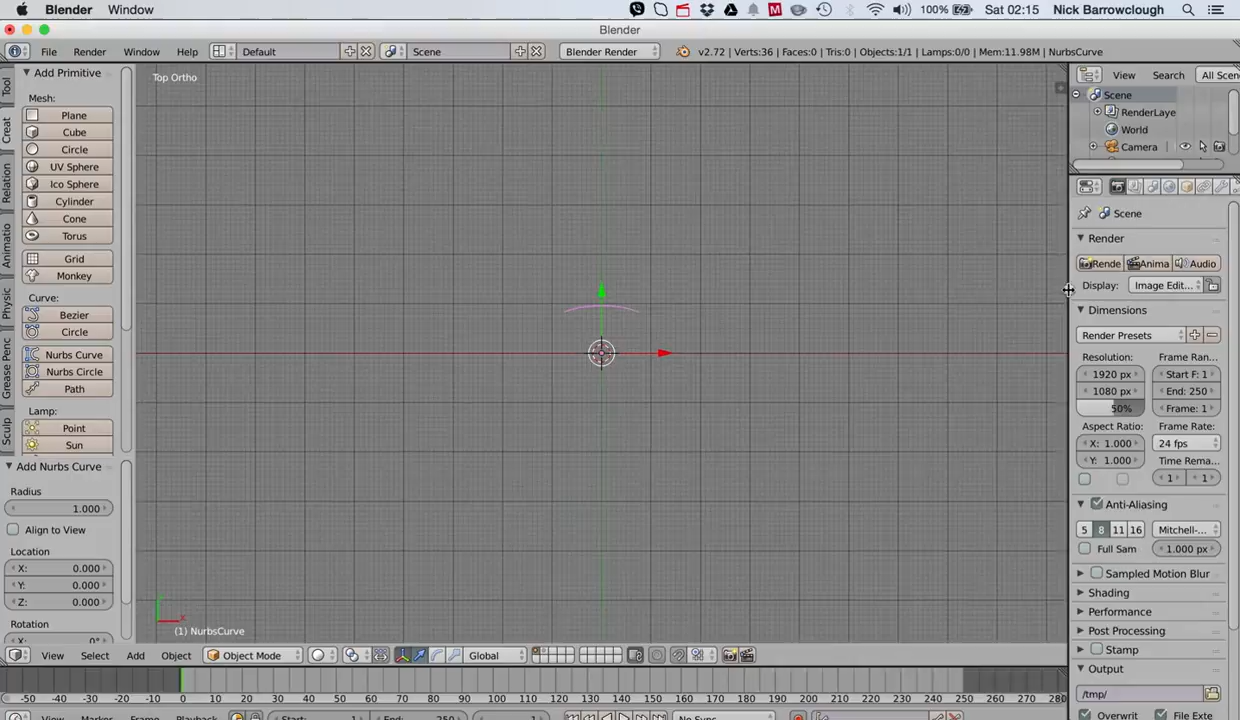 Blender Window 100% Sat 02:15 Nick Barrowclough
Blender
File Render Window Help Default Scene Blender Render v2.72 | Verts:36 | Faces:0 | Tris:0 | Objects:1/1 | Lamps:0/0 | Mem:11.98M | NurbsCurve
Tool
Creat
Relation
Animatio
Physic
Grease Penc
Sculp
Add Primitive
Mesh:
Plane
Cube
Circle
UV Sphere
Ico Sphere
Cylinder
Cone
Torus
Grid
Monkey
Curve:
Bezier
Circle
Nurbs Curve
Nurbs Circle
Path
Lamp:
Point
Sun
Add Nurbs Curve
Radius
1.000
Align to View
Location
X: 0.000
Y: 0.000
Z: 0.000
Rotation
X: 0°
Top Ortho
(1) NurbsCurve
View Select Add Object Object Mode Global
-50 -40 -30 -20 -10 0 10 20 30 40 50 60 70 80 90 100 110 120 130 140 150 160 170 180 190 200 210 220 230 240 250 260 270 280
View Marker Frame Playback Start: 1 End: 250 1 No Sync
View Search All Scen
Scene
RenderLaye
World
Camera
Scene
Render
Rende Anima Audio
Display: Image Edit...
Dimensions
Render Presets
Resolution: Frame Ran...
1920 px Start F: 1
1080 px End: 250
50% Frame: 1
Aspect Ratio: Frame Rate:
X: 1.000 24 fps
Y: 1.000 Time Rema...
1 1
Anti-Aliasing
5 8 11 16 Mitchell-...
Full Sam 1.000 px
Sampled Motion Blur
Shading
Performance
Post Processing
Stamp
Output
/tmp/
Overwrit File Exte